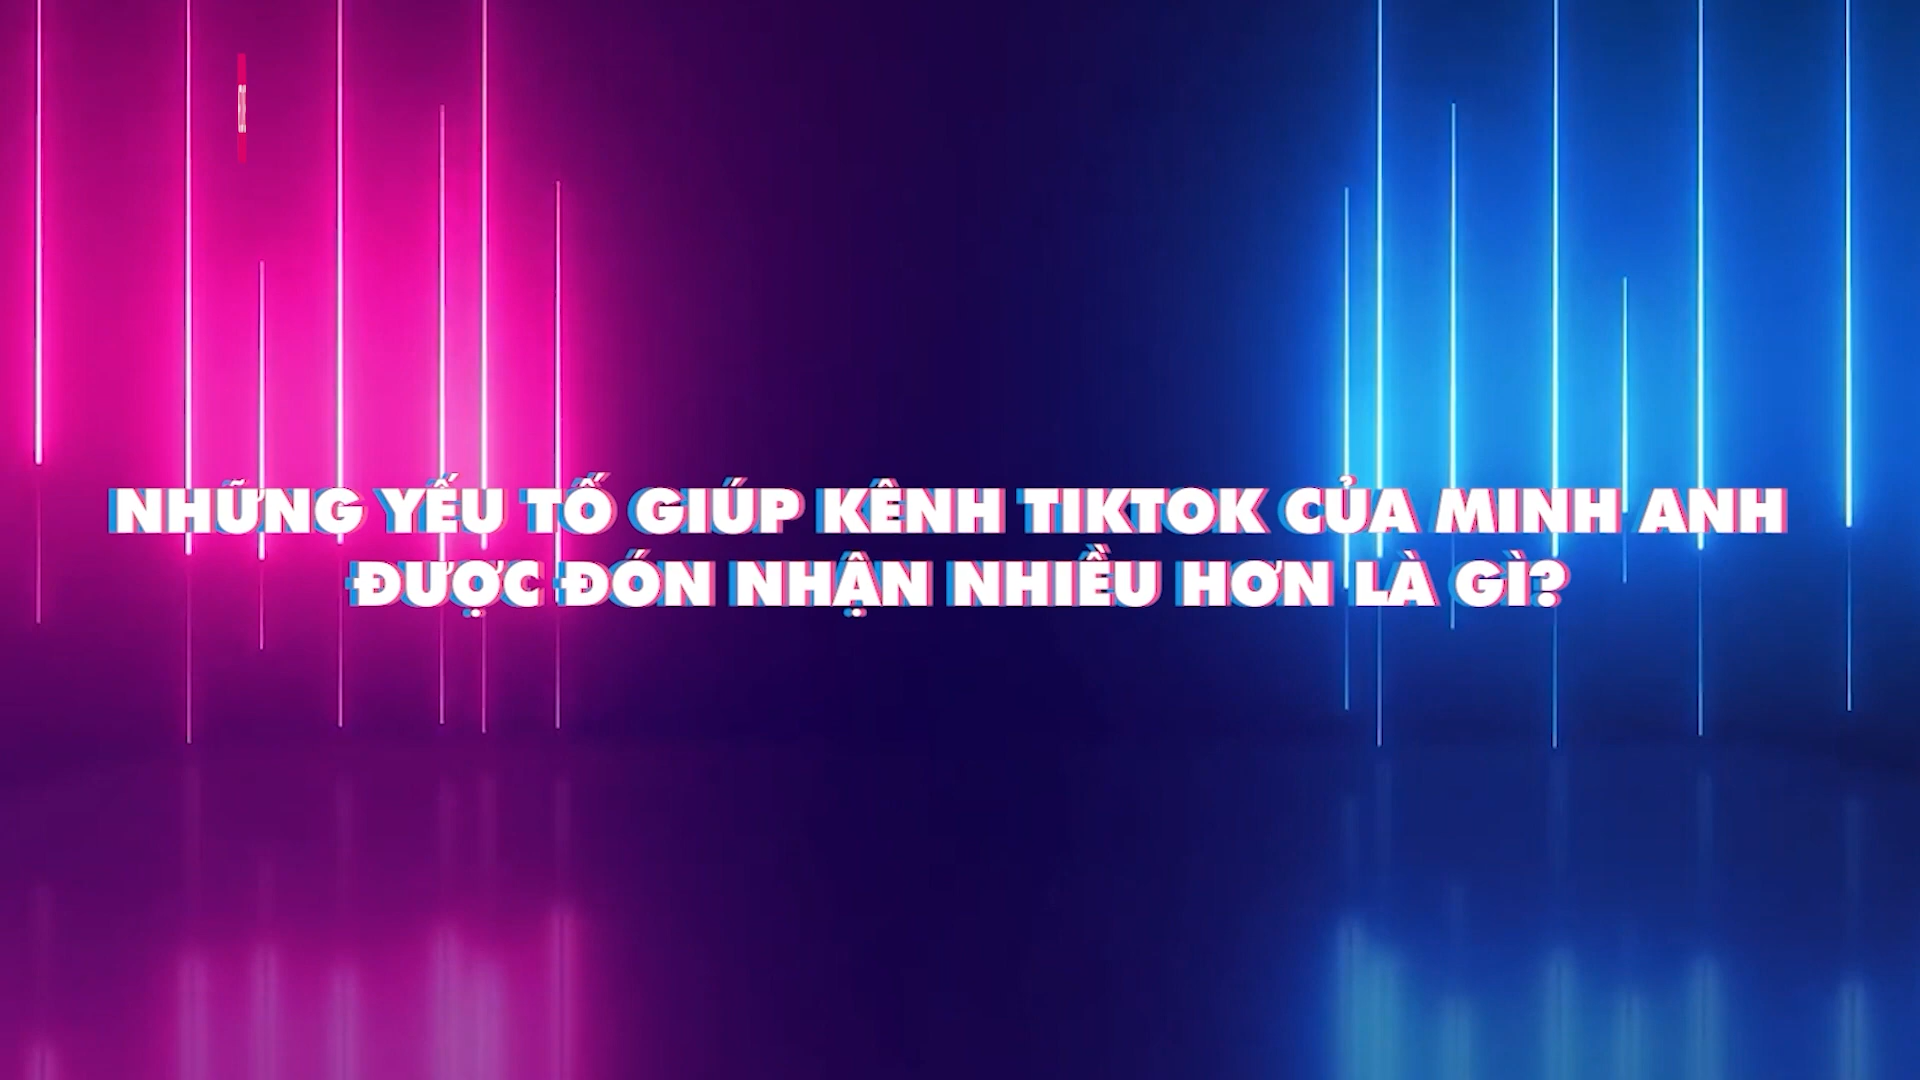 NHỮNG YẾU TỐ GIÚP KÊNH TIKTOK CỦA MINH ANH
ĐƯỢC ĐÓN NHẬN NHIỀU HƠN LÀ GÌ?